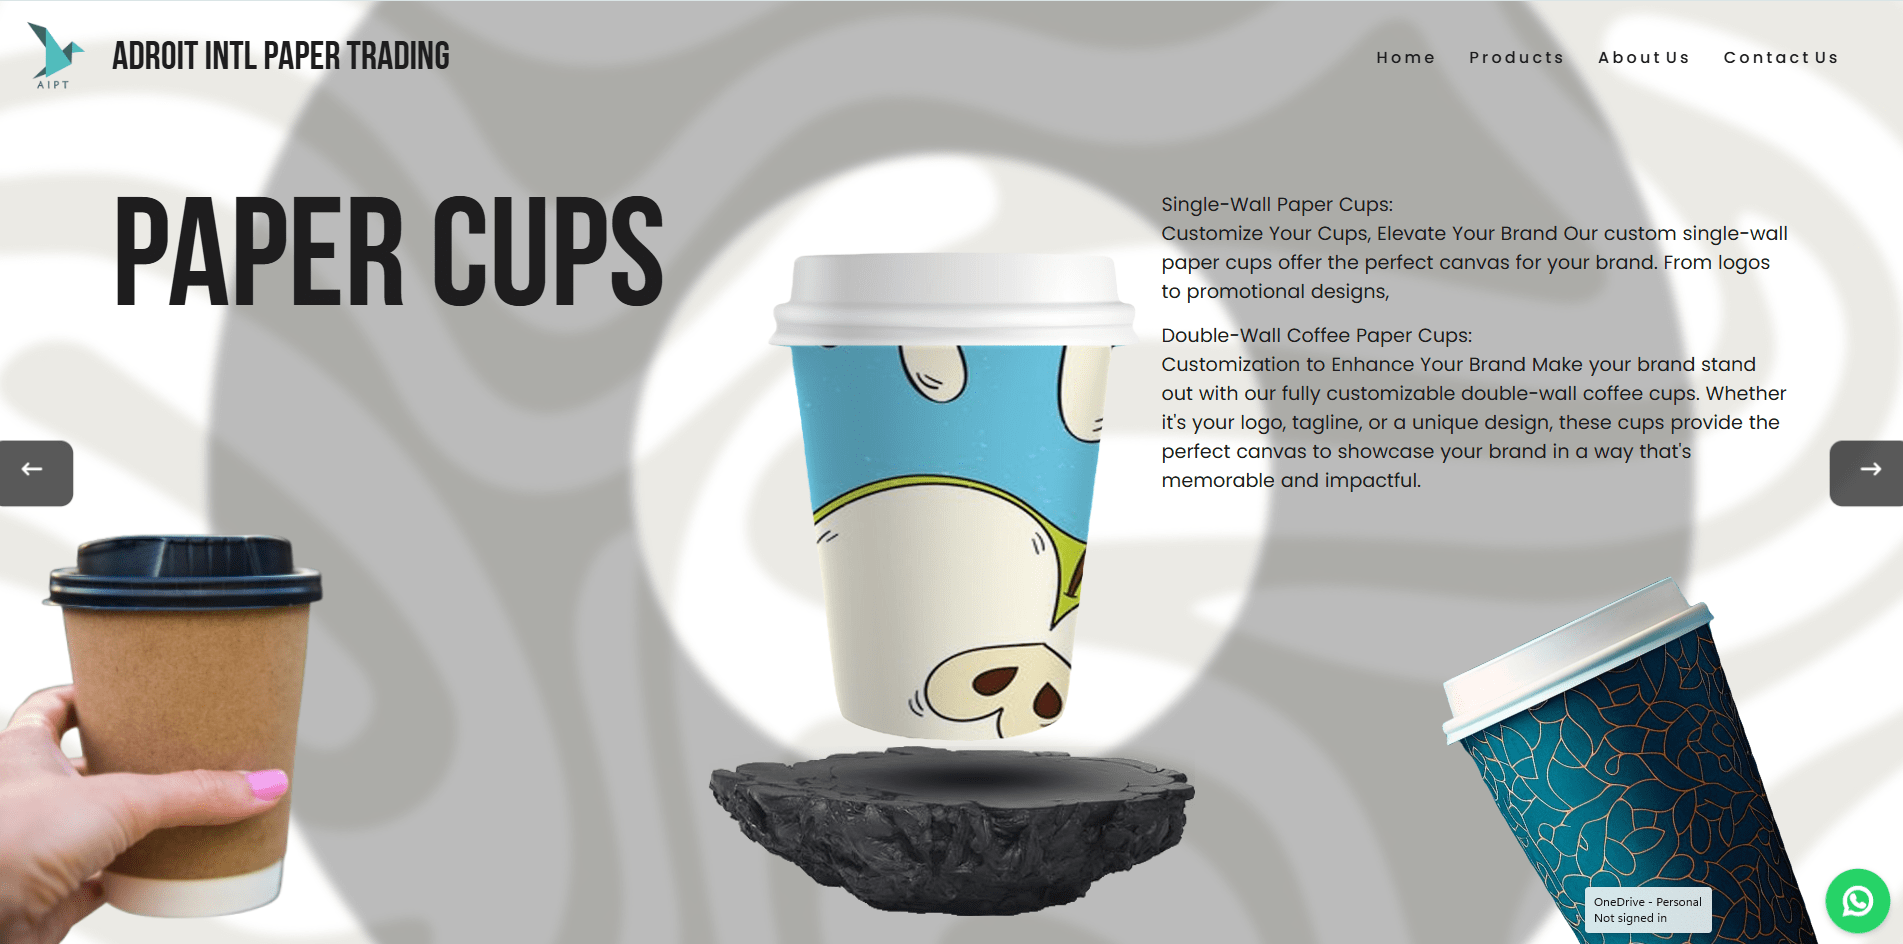 AIPT
ADROIT INTL PAPER TRADING
Home
Products
About Us
Contact Us
PAPER CUPS
Single-Wall Paper Cups:
Customize Your Cups, Elevate Your Brand Our custom single-wall
paper cups offer the perfect canvas for your brand. From logos
to promotional designs,
Double-Wall Coffee Paper Cups:
Customization to Enhance Your Brand Make your brand stand
out with our fully customizable double-wall coffee cups. Whether
it's your logo, tagline, or a unique design, these cups provide the
perfect canvas to showcase your brand in a way that's
memorable and impactful.
OneDrive - Personal
Not signed in